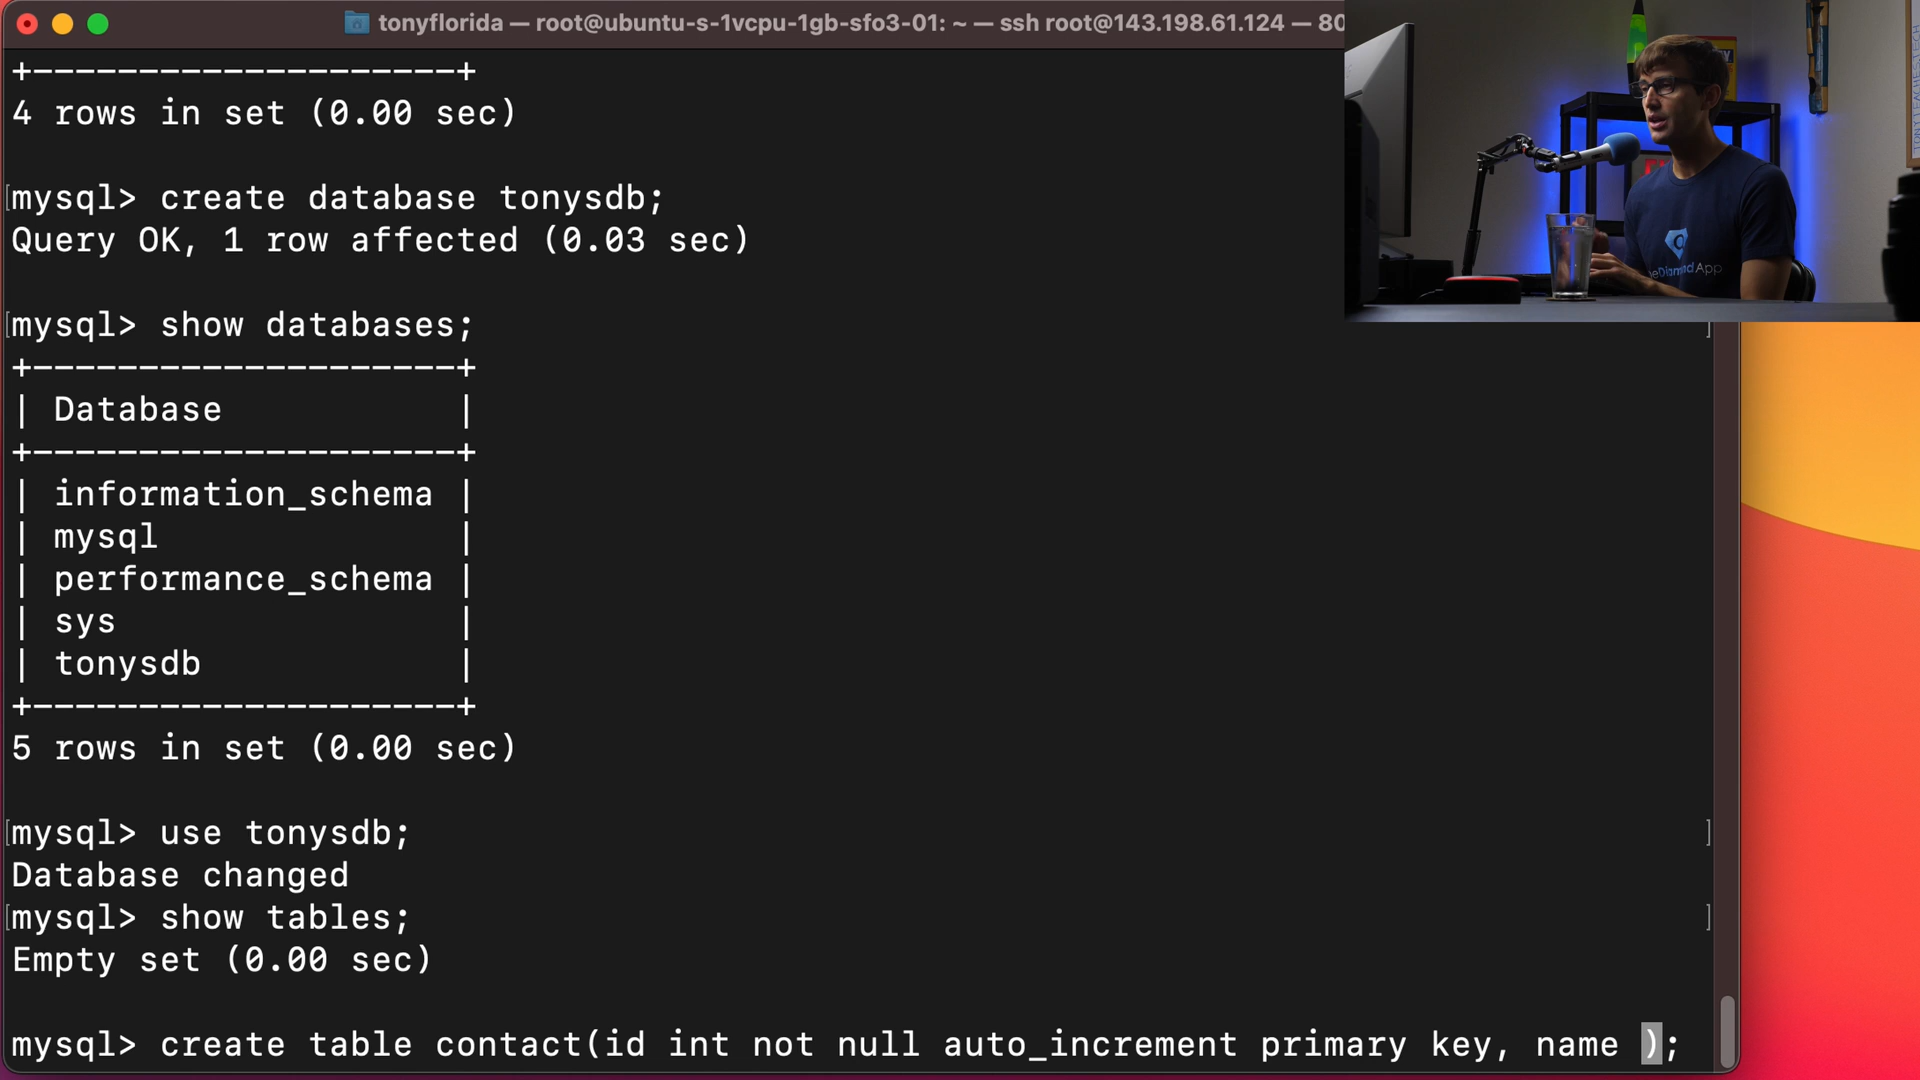 tonyflorida — root@ubuntu-s-1vcpu-1gb-sfo3-01: ~ — ssh root@143.198.61.124 — 80
+--------------------+
4 rows in set (0.00 sec)
mysql> create database tonysdb;
Query OK, 1 row affected (0.03 sec)
mysql> show databases;
+--------------------+
| Database           |
+--------------------+
| information_schema |
| mysql              |
| performance_schema |
| sys                |
| tonysdb            |
+--------------------+
5 rows in set (0.00 sec)
mysql> use tonysdb;
Database changed
mysql> show tables;
Empty set (0.00 sec)
mysql> create table contact(id int not null auto_increment primary key, name );